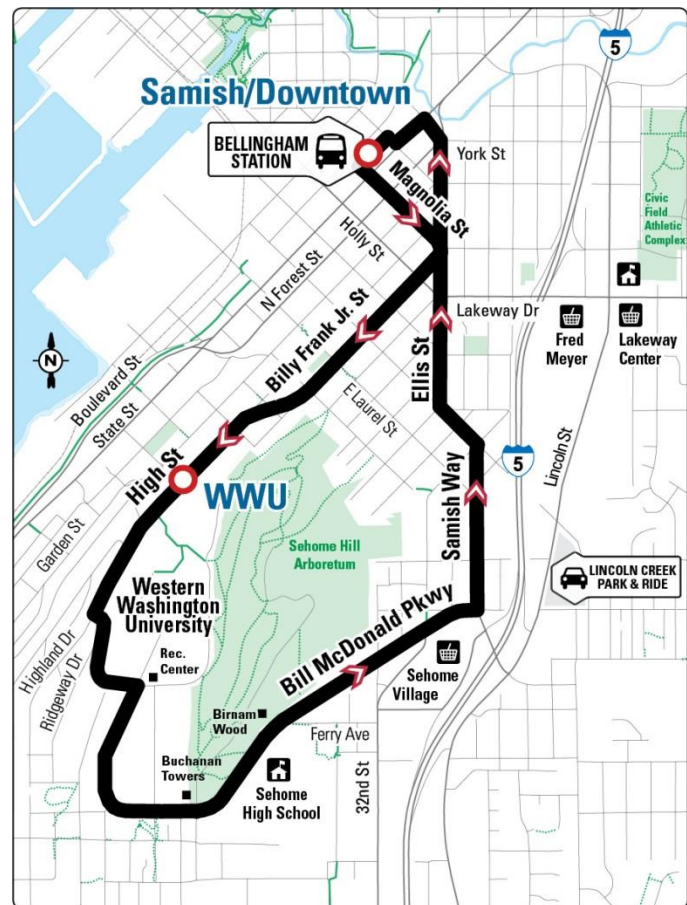 5
Samish/Downtown
BELLINGHAM
STATION
York St
Magnolia St
Civic
Field
Athletic
Complex
Holly St
N Forest St
Lakeway Dr
Fred
Meyer
Lakeway
Center
N
Billy Frank Jr. St
Ellis St
Boulevard St
State St
E Laurel St
5
Lincoln St
High St
WWU
Samish Way
Garden St
Sehome Hill
Arboretum
LINCOLN CREEK
PARK & RIDE
Western
Washington
University
Bill McDonald Pkwy
Highland Dr
Ridgeway Dr
Rec.
Center
Sehome
Village
Birnam
Wood
Ferry Ave
Buchanan
Towers
Sehome
High School
32nd St